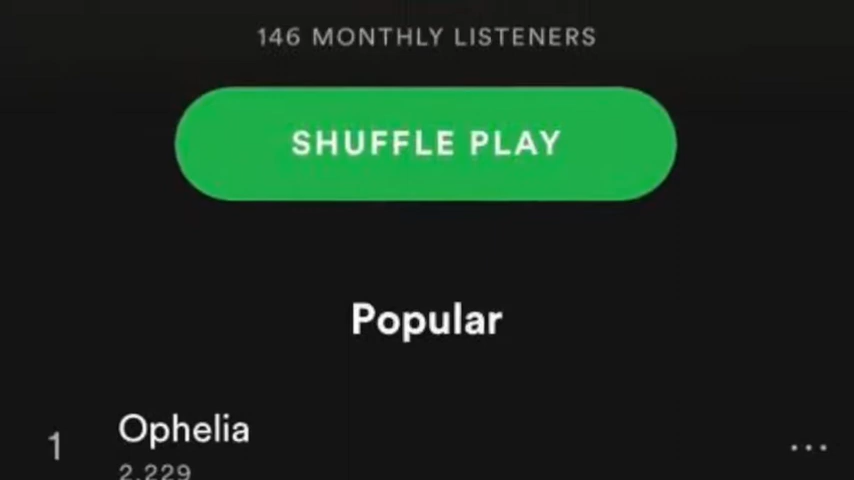 146 MONTHLY LISTENERS
SHUFFLE PLAY
Popular
1 Ophelia
2,229